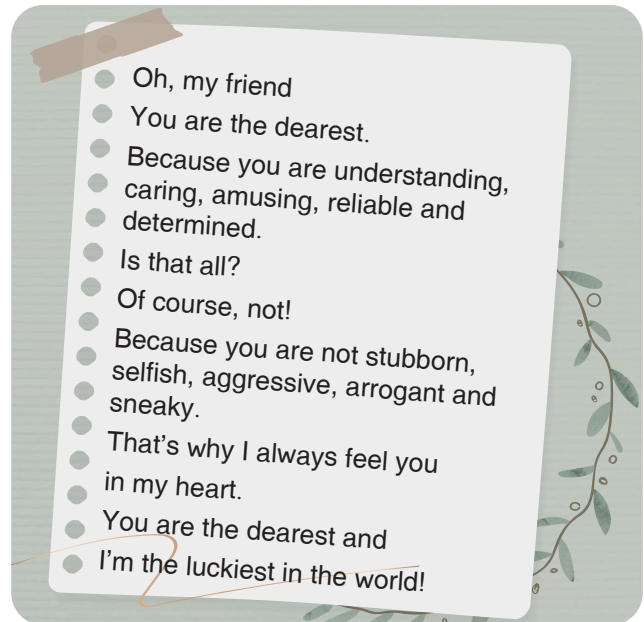 Oh, my friend
You are the dearest.
Because you are understanding,
caring, amusing, reliable and
determined.
Is that all?
Of course, not!
Because you are not stubborn,
selfish, aggressive, arrogant and
sneaky.
That's why I always feel you
in my heart.
You are the dearest and
I'm the luckiest in the world!